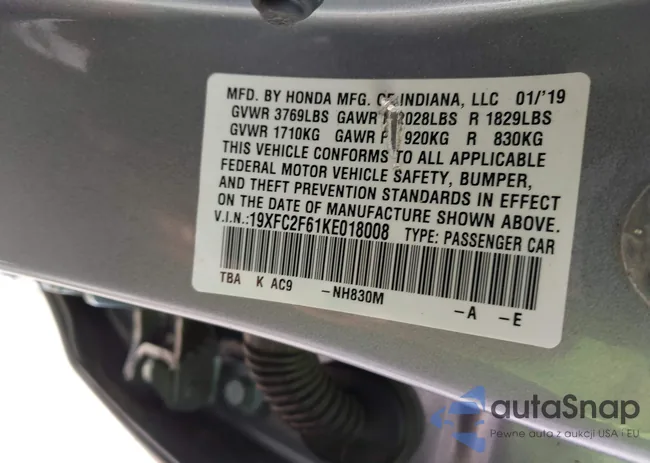 MFD. BY HONDA MFG. OF INDIANA, LLC 01/'19
GVWR 3769LBS GAWR 2028LBS R 1829LBS
GVWR 1710KG GAWR F 920KG R 830KG
THIS VEHICLE CONFORMS TO ALL APPLICABLE
FEDERAL MOTOR VEHICLE SAFETY, BUMPER,
AND THEFT PREVENTION STANDARDS IN EFFECT
ON THE DATE OF MANUFACTURE SHOWN ABOVE.
V.I.N.:19XFC2F61KE018008 TYPE: PASSENGER CAR
TBA K AC9 -NH830M -A -E
autaSnap
Pewne auto z aukcji USA i EU